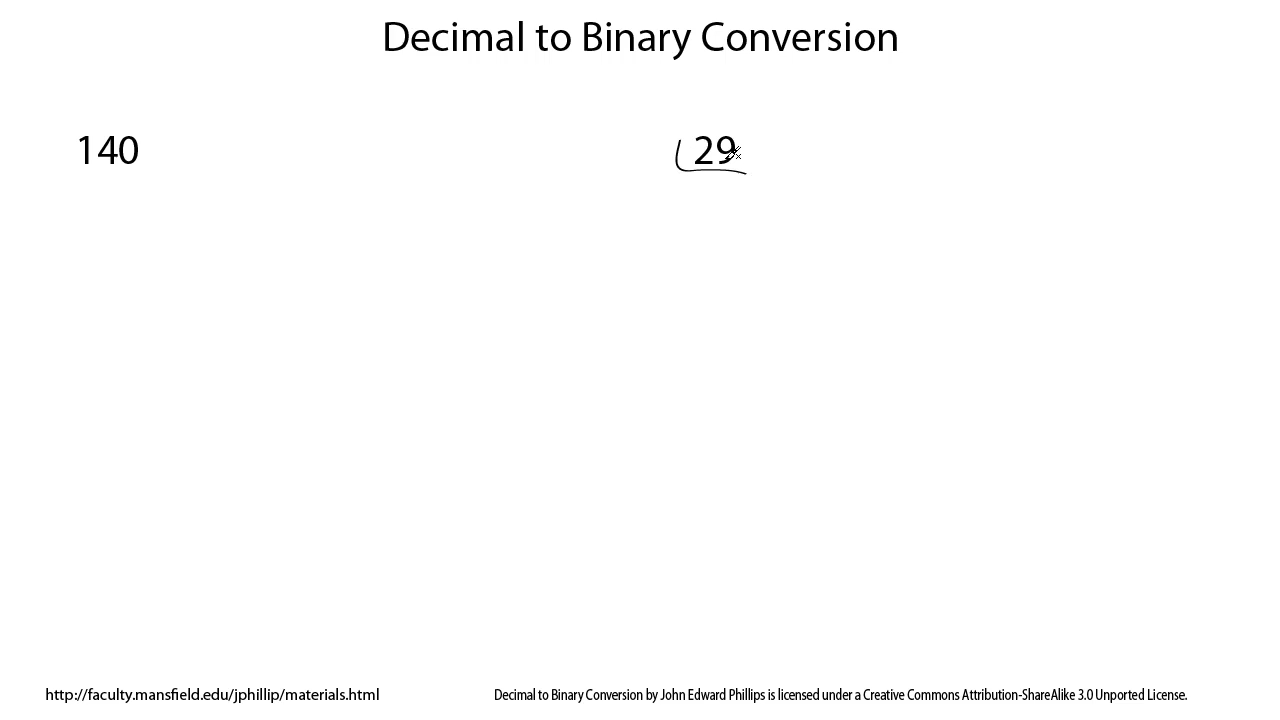 Decimal to Binary Conversion
140
29
http://faculty.mansfield.edu/jphillip/materials.html
Decimal to Binary Conversion by John Edward Phillips is licensed under a Creative Commons Attribution-ShareAlike 3.0 Unported License.